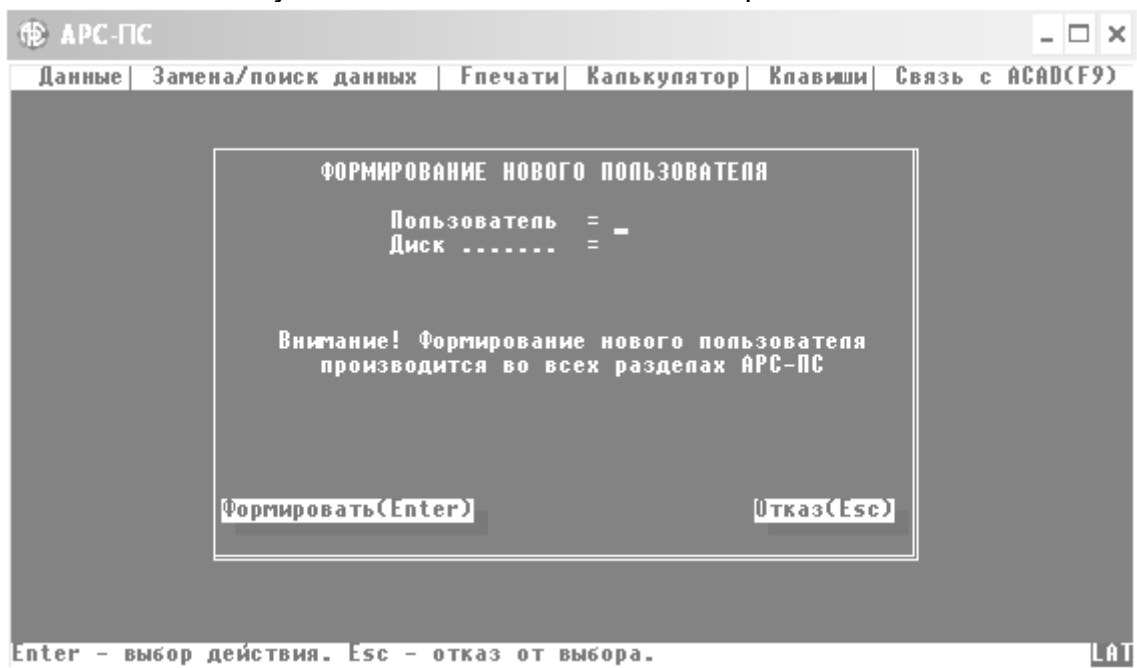 АРС-ПС
Данные| Замена/поиск данных | Fпечати| Калькулятор| Клавиши| Связь с ACAD(F9)
ФОРМИРОВАНИЕ НОВОГО ПОЛЬЗОВАТЕЛЯ
Пользователь = _
Диск ....... =
Внимание! Формирование нового пользователя
производится во всех разделах АРС-ПС
Формировать(Enter) Отказ(Esc)
Enter - выбор действия. Esc - отказ от выбора. LAT